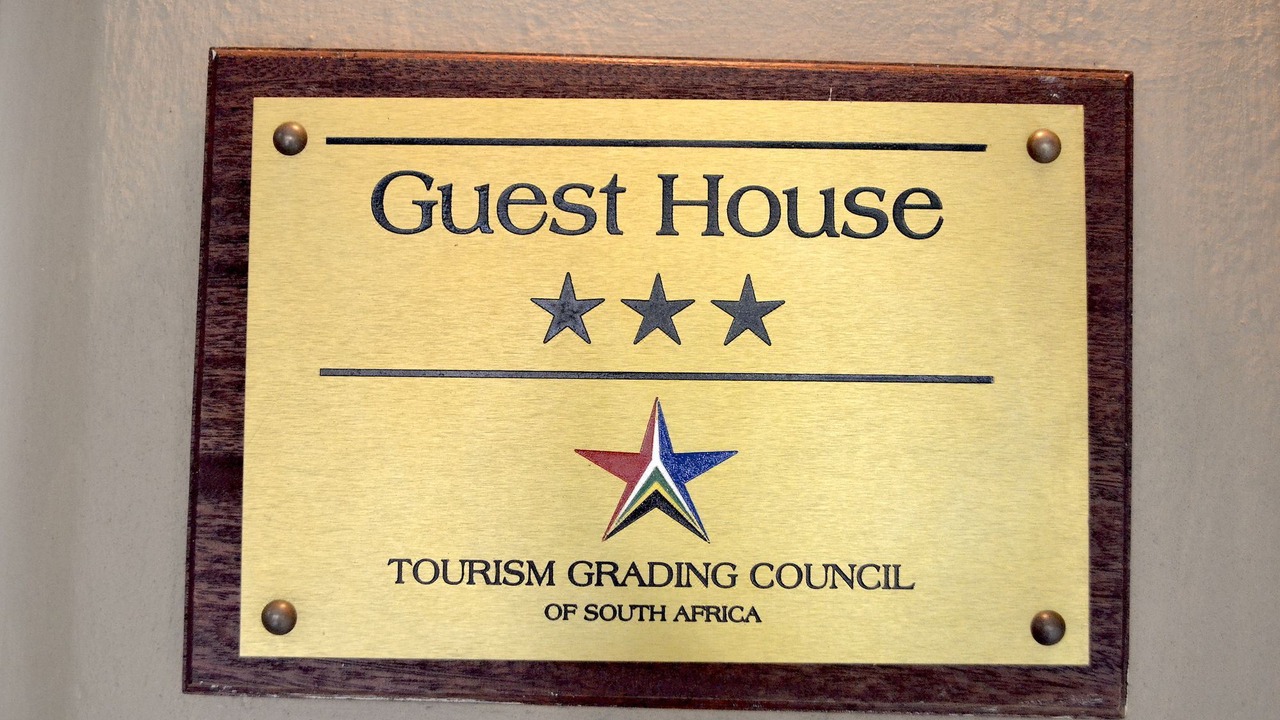 Guest House
TOURISM GRADING COUNCIL
OF SOUTH AFRICA